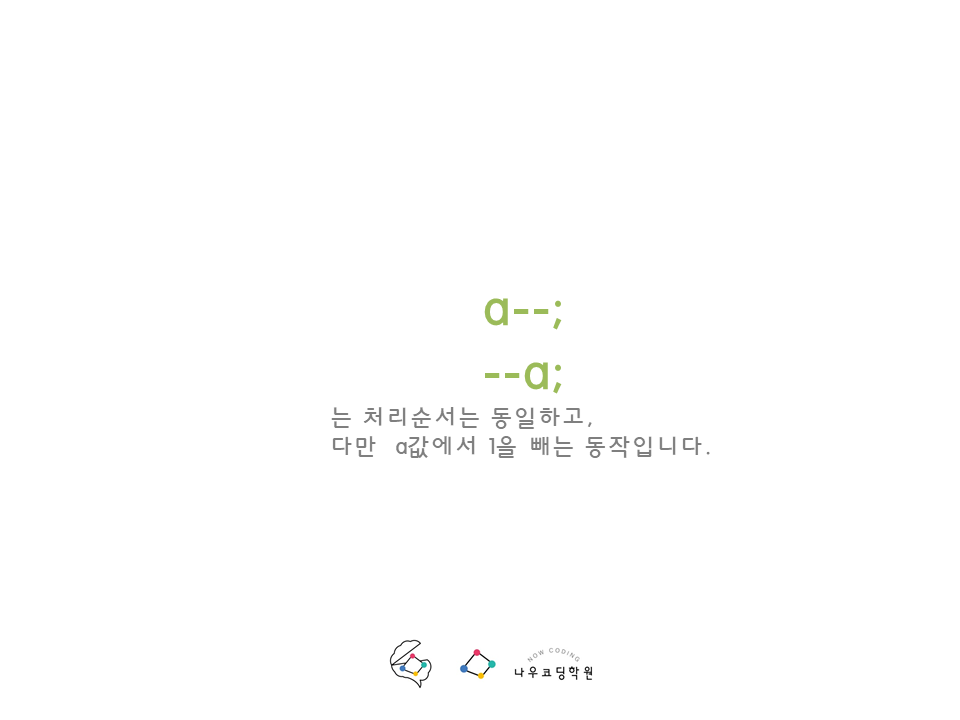 a--;
--a;
는 처리순서는 동일하고,
다만 a값에서 1을 빼는 동작입니다.
NOW CODING
나우코딩학원